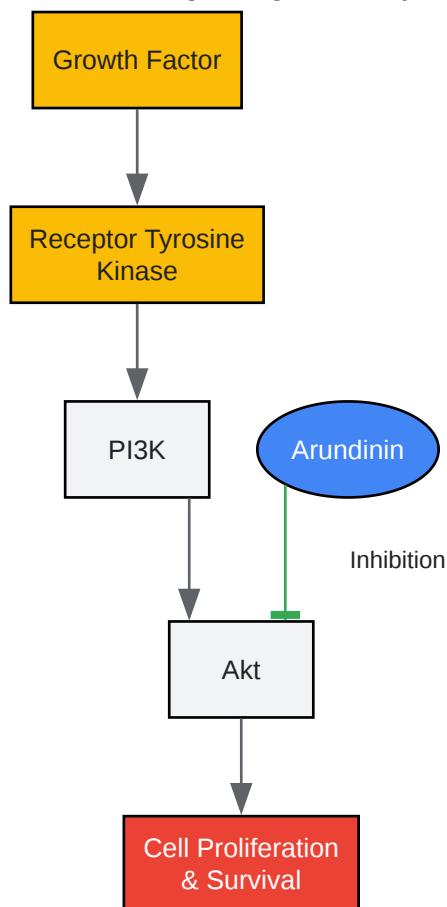 Growth Factor
Receptor Tyrosine
Kinase
PI3K
Arundinin
Inhibition
Akt
Cell Proliferation
& Survival